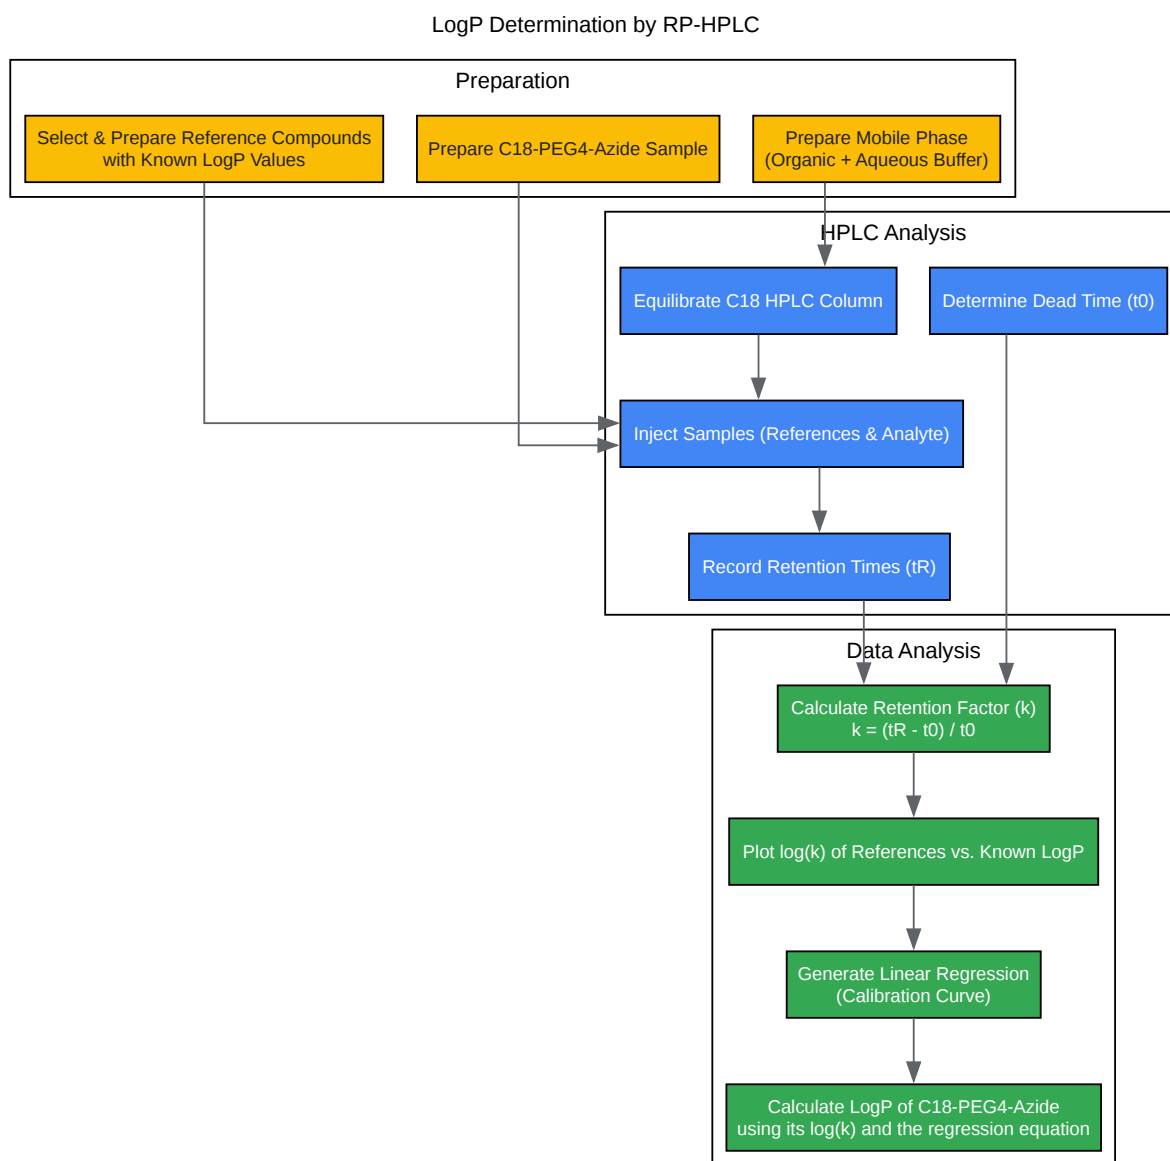 LogP Determination by RP-HPLC
Preparation
Select & Prepare Reference Compounds
with Known LogP Values
Prepare C18-PEG4-Azide Sample
Prepare Mobile Phase
(Organic + Aqueous Buffer)
HPLC Analysis
Equilibrate C18 HPLC Column
Determine Dead Time (t0)
Inject Samples (References & Analyte)
Record Retention Times (tR)
Data Analysis
Calculate Retention Factor (k)
k = (tR - t0) / t0
Plot log(k) of References vs. Known LogP
Generate Linear Regression
(Calibration Curve)
Calculate LogP of C18-PEG4-Azide
using its log(k) and the regression equation